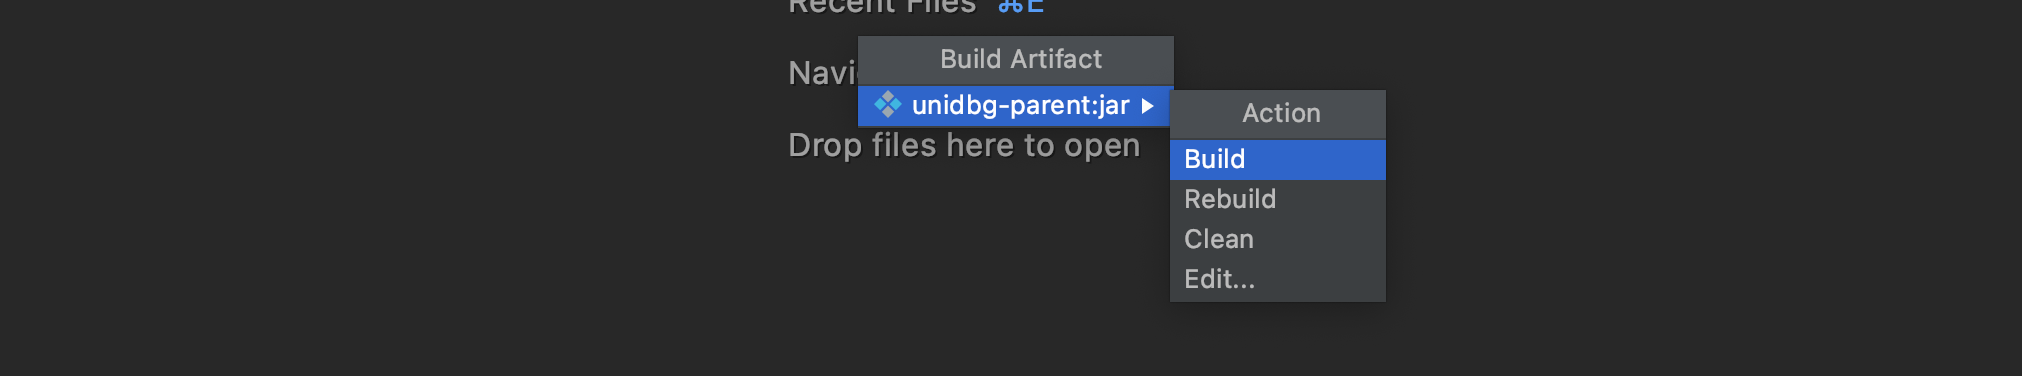 Recent Files ⌘E
Build Artifact
Navi
unidbg-parent:jar
Action
Drop files here to open
Build
Rebuild
Clean
Edit...